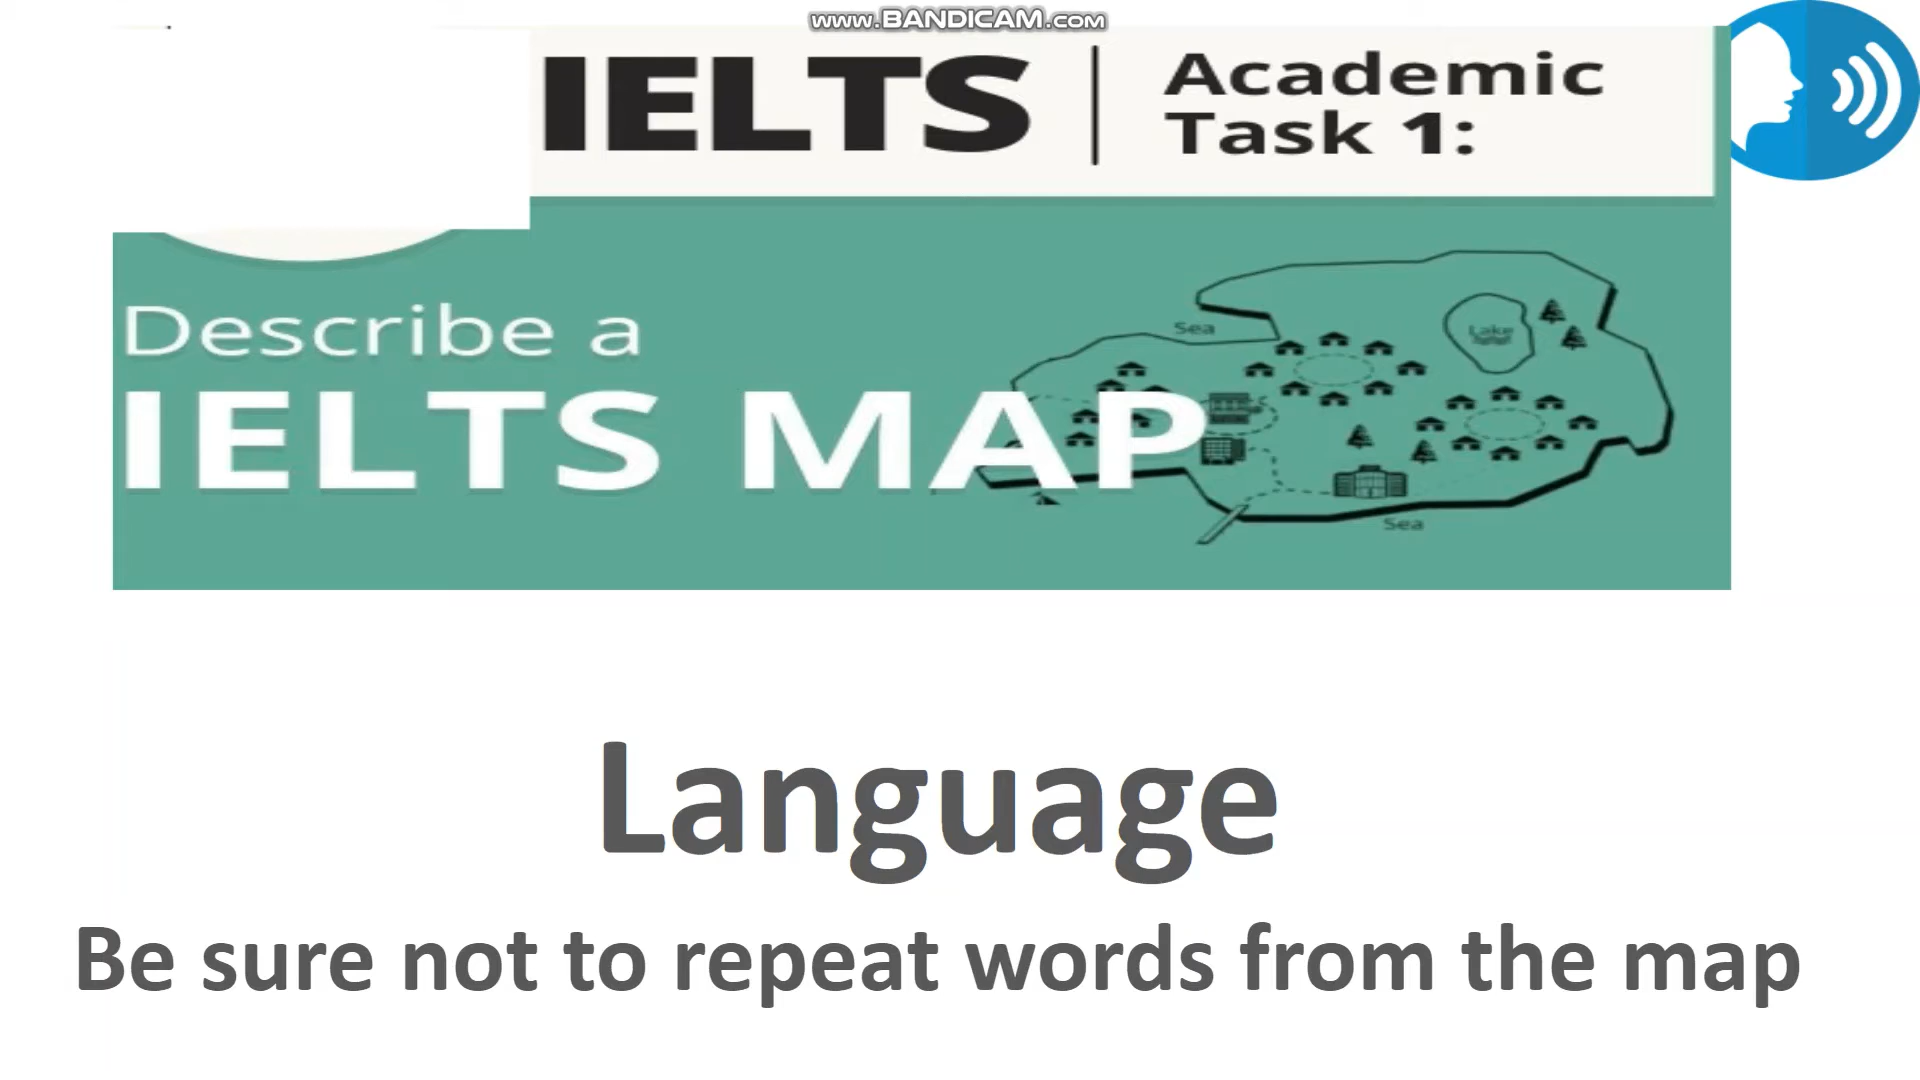 www.BANDICAM.com
IELTS
Academic
Task 1:
Describe a
IELTS MAP
Sea
Lake
Sea
Language
Be sure not to repeat words from the map